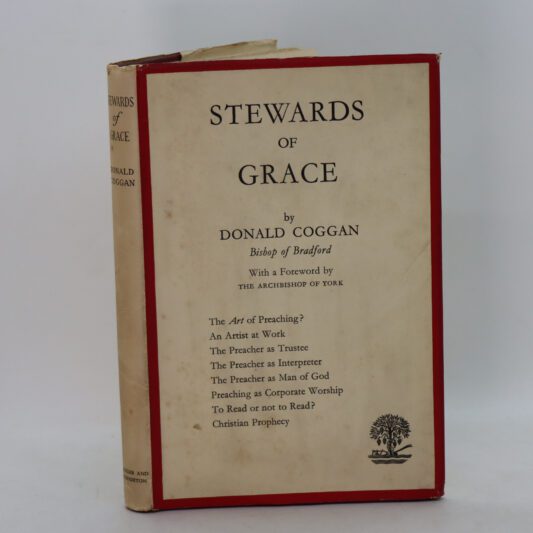 STEWARDS
of
GRACE
DONALD
COGGAN
AND
STEWARDS
OF
GRACE
by
DONALD COGGAN
Bishop of Bradford
With a Foreword by
THE ARCHBISHOP OF YORK
The Art of Preaching?
An Artist at Work
The Preacher as Trustee
The Preacher as Interpreter
The Preacher as Man of God
Preaching as Corporate Worship
To Read or not to Read?
Christian Prophecy